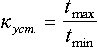 κ_уст. = t_max / t_min